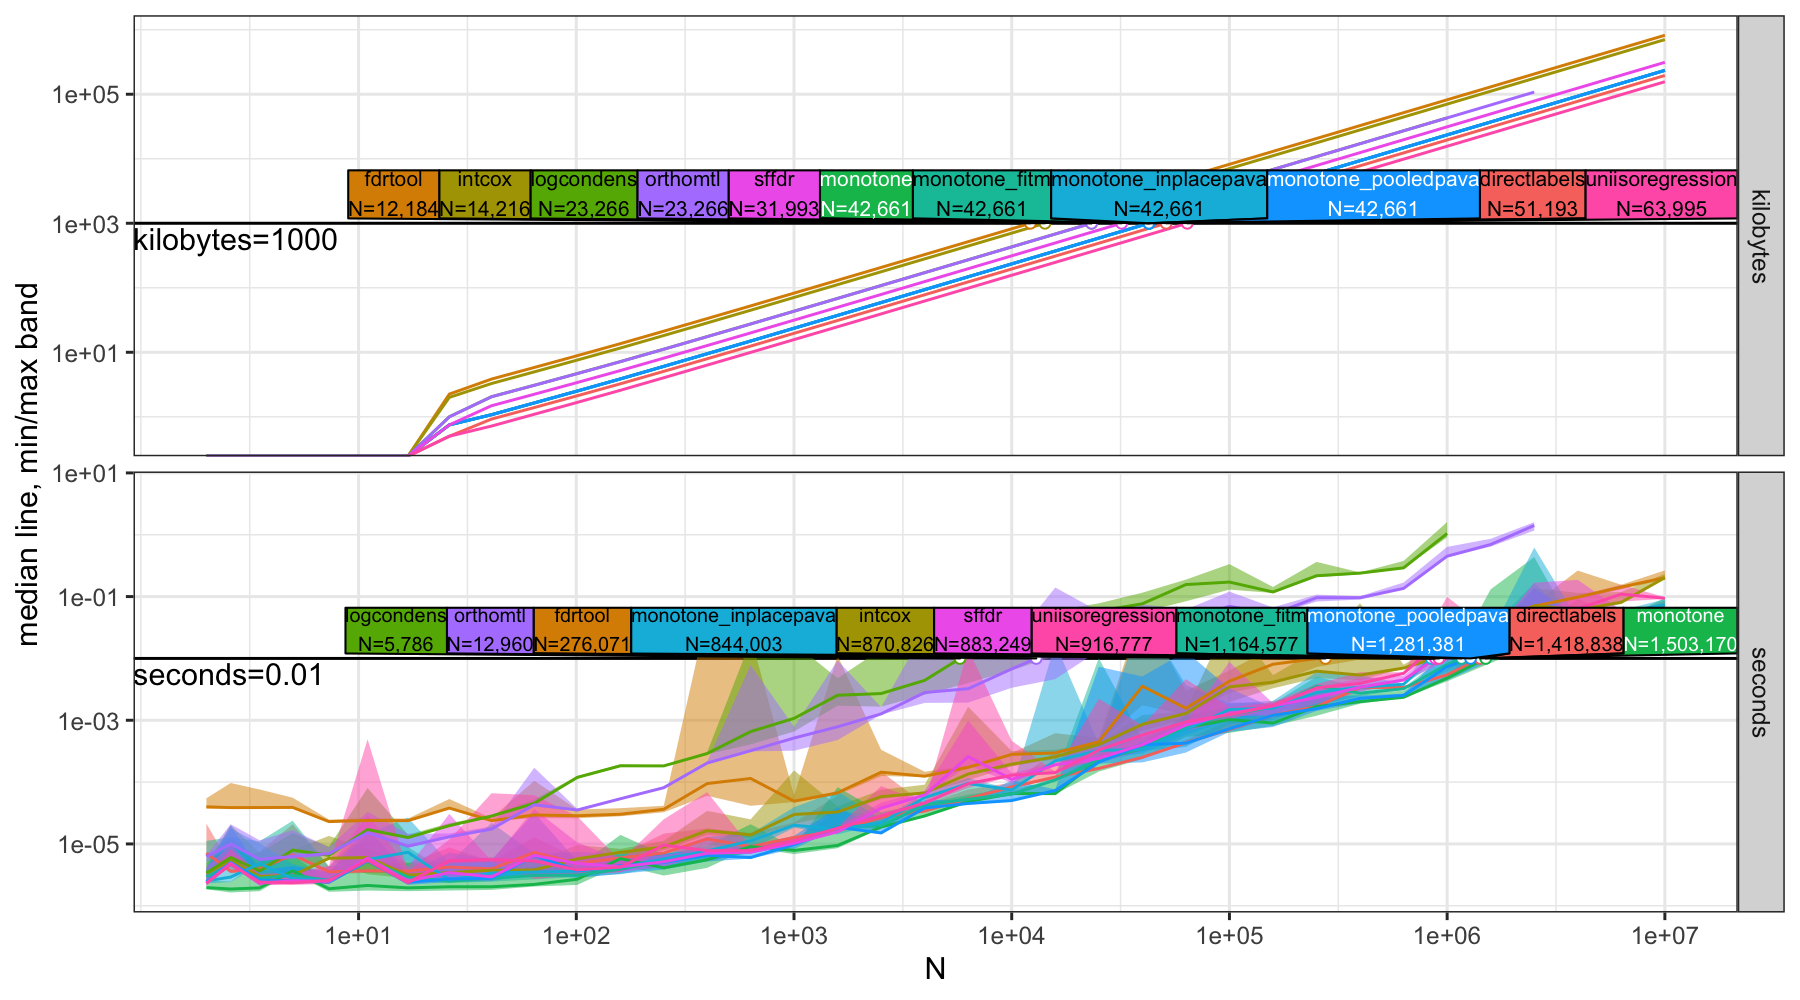 1e+05
fdrtool intcox logcondens orthomtl sffdr monotone monotone_fitm monotone_inplacepava monotone_pooledpava directlabels uniisoregression
N=12,184 N=14,216 N=23,266 N=23,266 N=31,993 N=42,661 N=42,661 N=42,661 N=42,661 N=51,193 N=63,995
1e+03
kilobytes=1000
1e+01
kilobytes
median line, min/max band
1e+01
1e-01
logcondens orthomtl fdrtool monotone_inplacepava intcox sffdr uniisoregression monotone_fitm monotone_pooledpava directlabels monotone
N=5,786 N=12,960 N=276,071 N=844,003 N=870,826 N=883,249 N=916,777 N=1,164,577 N=1,281,381 N=1,418,838 N=1,503,170
seconds=0.01
1e-03
1e-05
seconds
1e+01 1e+02 1e+03 1e+04 1e+05 1e+06 1e+07
N